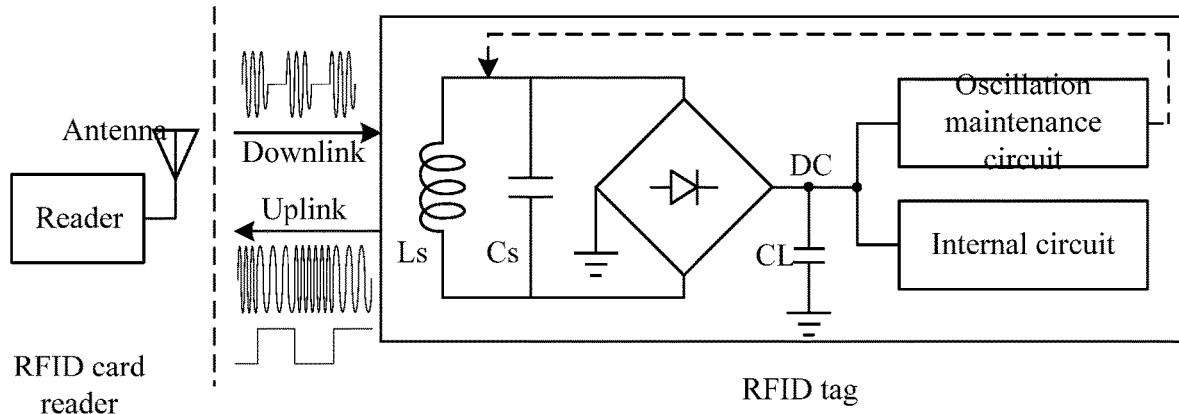 Antenna
Reader
RFID card
reader
Downlink
Uplink
Ls
Cs
DC
CL
Oscillation
maintenance
circuit
Internal circuit
RFID tag